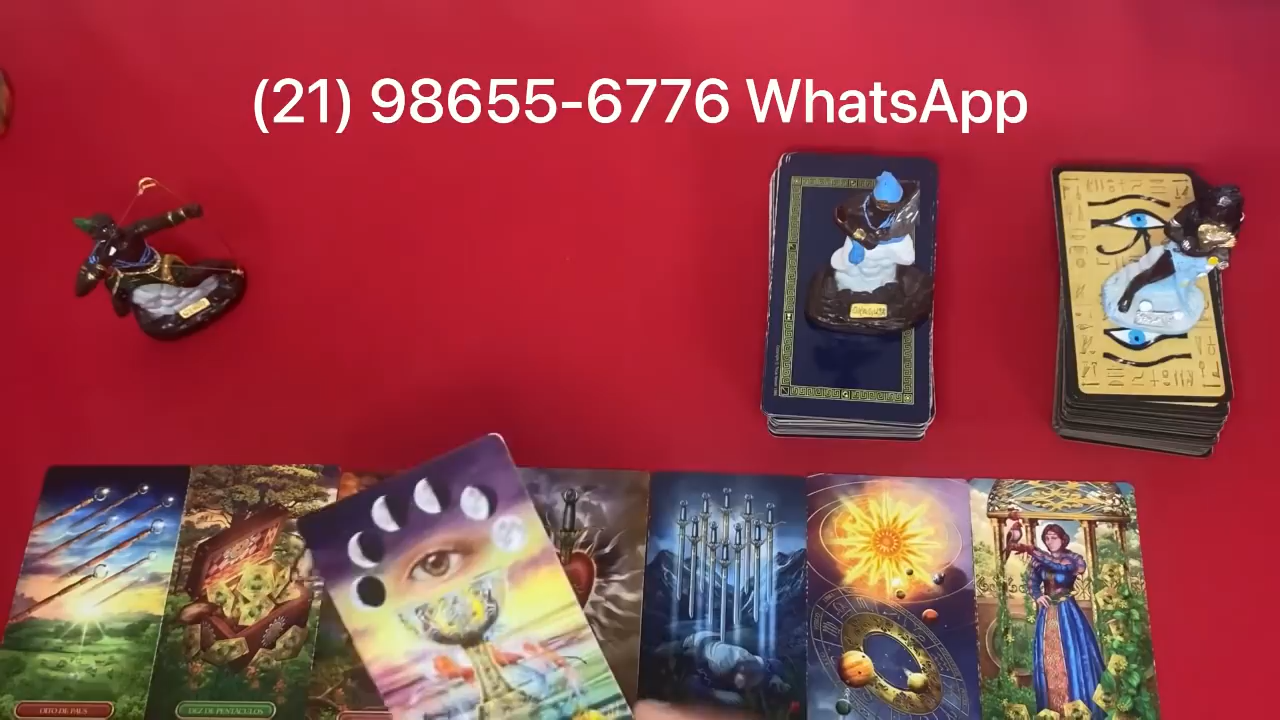 (21) 98655-6776 WhatsApp
OITO DE PAUS
DEZ DE PENTÁCULOS